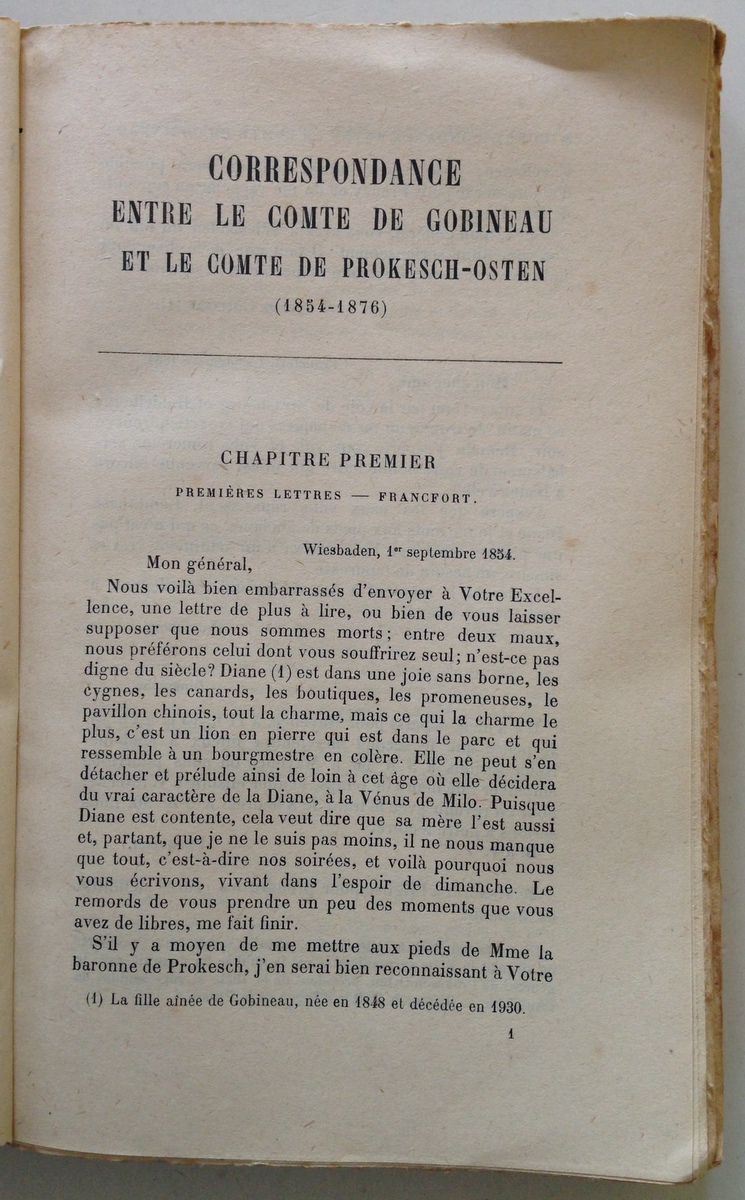 CORRESPONDANCE
ENTRE LE COMTE DE GOBINEAU
ET LE COMTE DE PROKESCH-OSTEN
(1854-1876)
CHAPITRE PREMIER
PREMIÈRES LETTRES — FRANCFORT.
Wiesbaden, 1er septembre 1854.
Mon général,
Nous voilà bien embarrassés d'envoyer à Votre Excel-
lence, une lettre de plus à lire, ou bien de vous laisser
supposer que nous sommes morts; entre deux maux,
nous préférons celui dont vous souffrirez seul; n'est-ce pas
digne du siècle? Diane (1) est dans une joie sans borne, les
cygnes, les canards, les boutiques, les promeneuses, le
pavillon chinois, tout la charme, mais ce qui la charme le
plus, c'est un lion en pierre qui est dans le parc et qui
ressemble à un bourgmestre en colère. Elle ne peut s'en
détacher et prélude ainsi de loin à cet âge où elle décidera
du vrai caractère de la Diane, à la Vénus de Milo. Puisque
Diane est contente, cela veut dire que sa mère l'est aussi
et, partant, que je ne le suis pas moins, il ne nous manque
que tout, c'est-à-dire nos soirées, et voilà pourquoi nous
vous écrivons, vivant dans l'espoir de dimanche. Le
remords de vous prendre un peu des moments que vous
avez de libres, me fait finir.
S'il y a moyen de me mettre aux pieds de Mme la
baronne de Prokesch, j'en serai bien reconnaissant à Votre
(1) La fille aînée de Gobineau, née en 1848 et décédée en 1930.
1